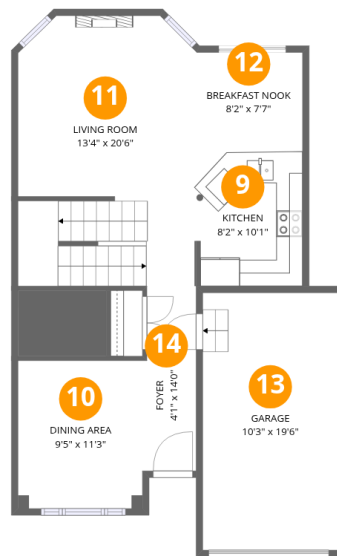 12
BREAKFAST NOOK
8'2" x 7'7"
11
LIVING ROOM
13'4" x 20'6"
9
KITCHEN
8'2" x 10'1"
14
FOYER
4'1" x 14'0"
13
GARAGE
10'3" x 19'6"
10
DINING AREA
9'5" x 11'3"